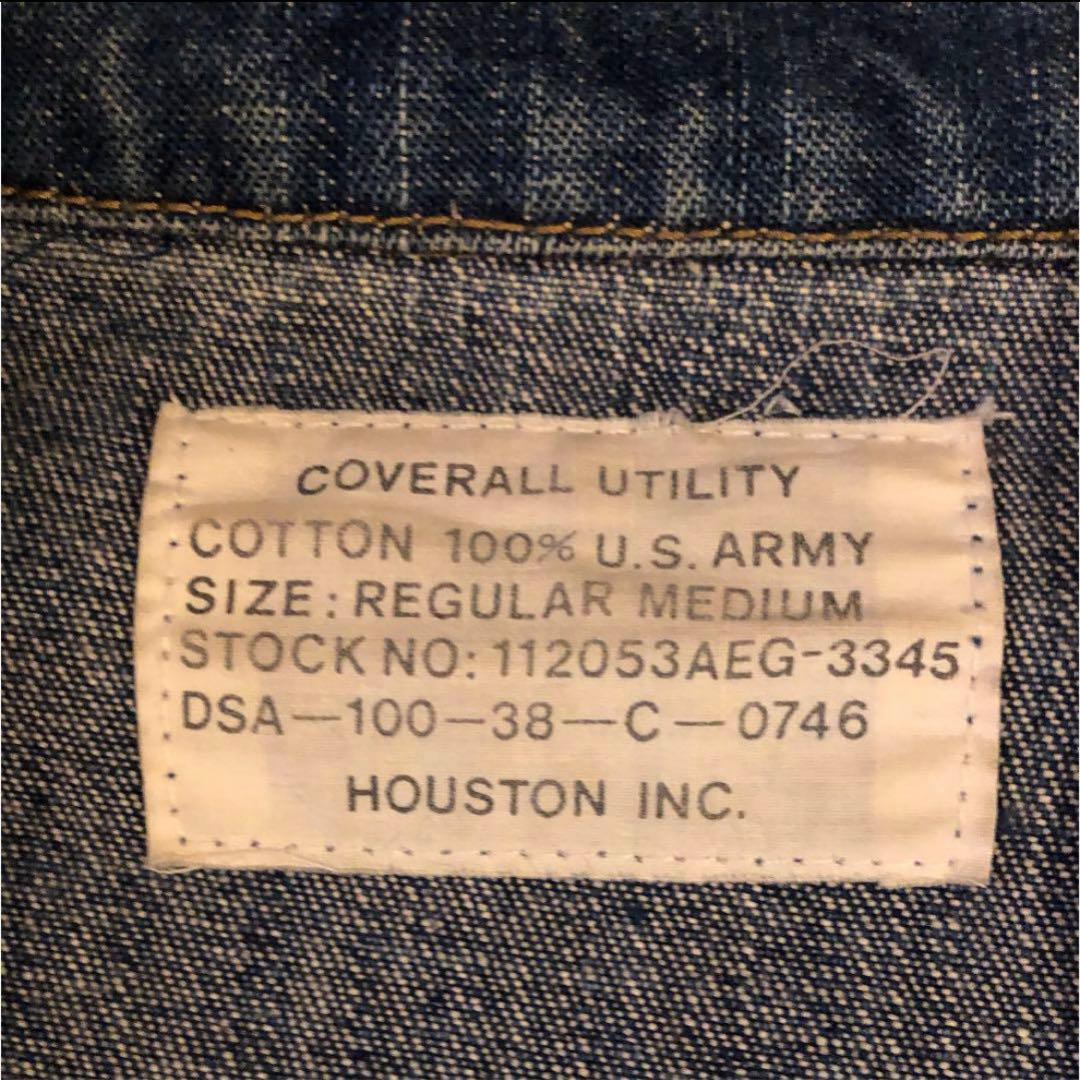 COVERALL UTILITY
COTTON 100% U.S. ARMY
SIZE: REGULAR MEDIUM
STOCK NO: 112053AEG-3345
DSA—100—38—C—0746
HOUSTON INC.